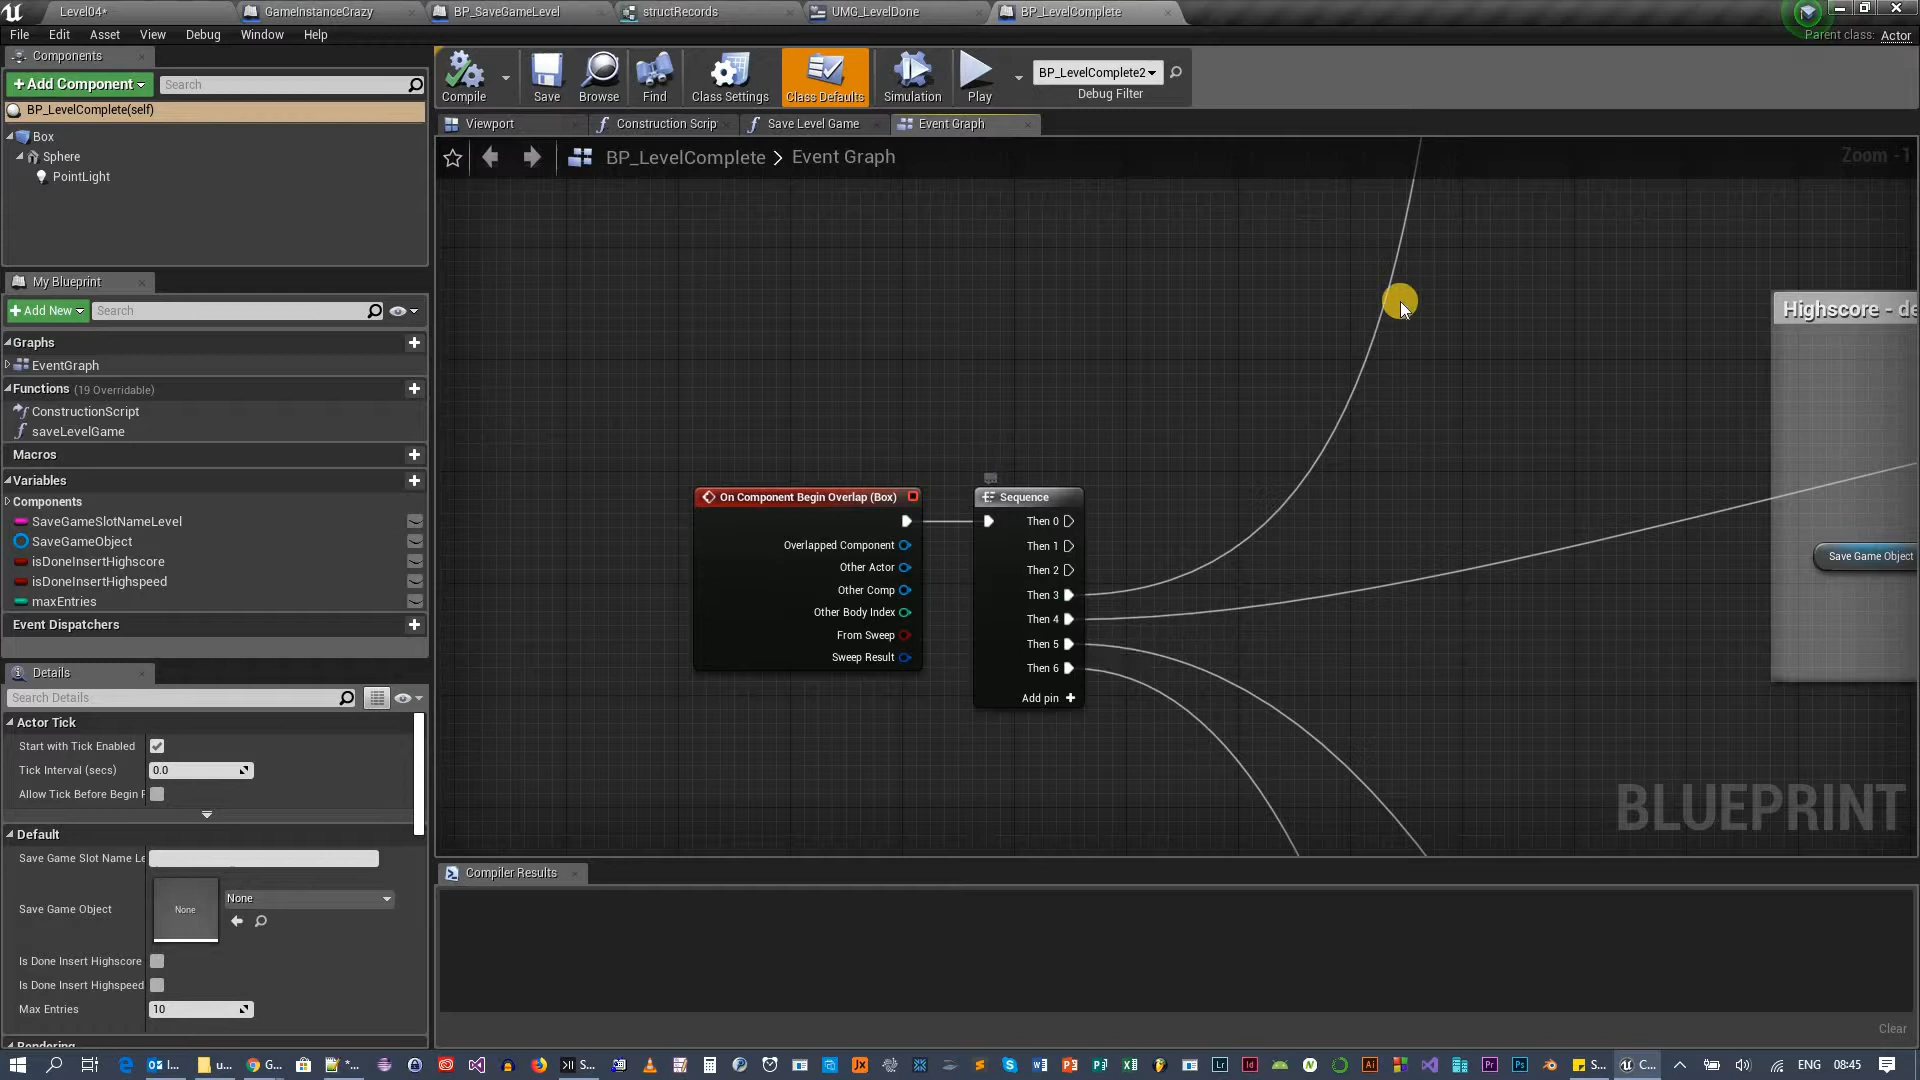 Level04*
GameInstanceCrazy
BP_SaveGameLevel
structRecords
UMG_LevelDone
BP_LevelComplete
File
Edit
Asset
View
Debug
Window
Help
Parent class: Actor
Components
+ Add Component
Search
BP_LevelComplete(self)
Box
Sphere
PointLight
My Blueprint
+ Add New
Search
Graphs
EventGraph
Functions (19 Overridable)
ConstructionScript
saveLevelGame
Macros
Variables
Components
SaveGameSlotNameLevel
SaveGameObject
isDoneInsertHighscore
isDoneInsertHighspeed
maxEntries
Event Dispatchers
Details
Search Details
Actor Tick
Start with Tick Enabled
Tick Interval (secs)
0.0
Allow Tick Before Begin
Default
Save Game Slot Name Le
Save Game Object
None
None
Is Done Insert Highscore
Is Done Insert Highspeed
Max Entries
10
Rendering
Compile
Save
Browse
Find
Class Settings
Class Defaults
Simulation
Play
BP_LevelComplete2
Debug Filter
Viewport
Construction Scrip
Save Level Game
Event Graph
BP_LevelComplete > Event Graph
Zoom -1
Highscore - de
On Component Begin Overlap (Box)
Overlapped Component
Other Actor
Other Comp
Other Body Index
From Sweep
Sweep Result
Sequence
Then 0
Then 1
Then 2
Then 3
Then 4
Then 5
Then 6
Add pin +
Save Game Object
BLUEPRINT
Compiler Results
Clear
I...
u...
G...
*...
S...
S...
C...
ENG
08:45